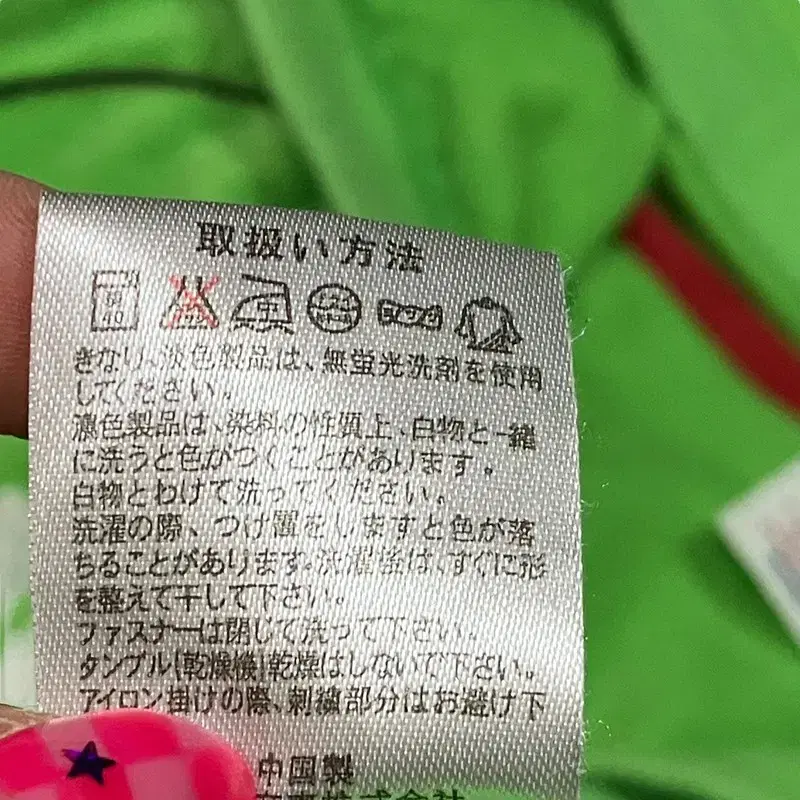 取扱い方法
40
中
きなり、淡色製品は、無蛍光洗剤を使用
してください。
濃色製品は、染料の性質上、白物と一緒
に洗うと色がつくことがあります。
白物とわけて洗ってください。
洗濯の際、つけ置をしますと色が落
ちることがあります。洗濯後は、すぐに形
を整えて干して下さい。
ファスナーは閉じて洗って下さい。
タンブル(乾燥機)乾燥はしないで下さい。
アイロン掛けの際、刺繍部分はお避け下
中国製
株式会社